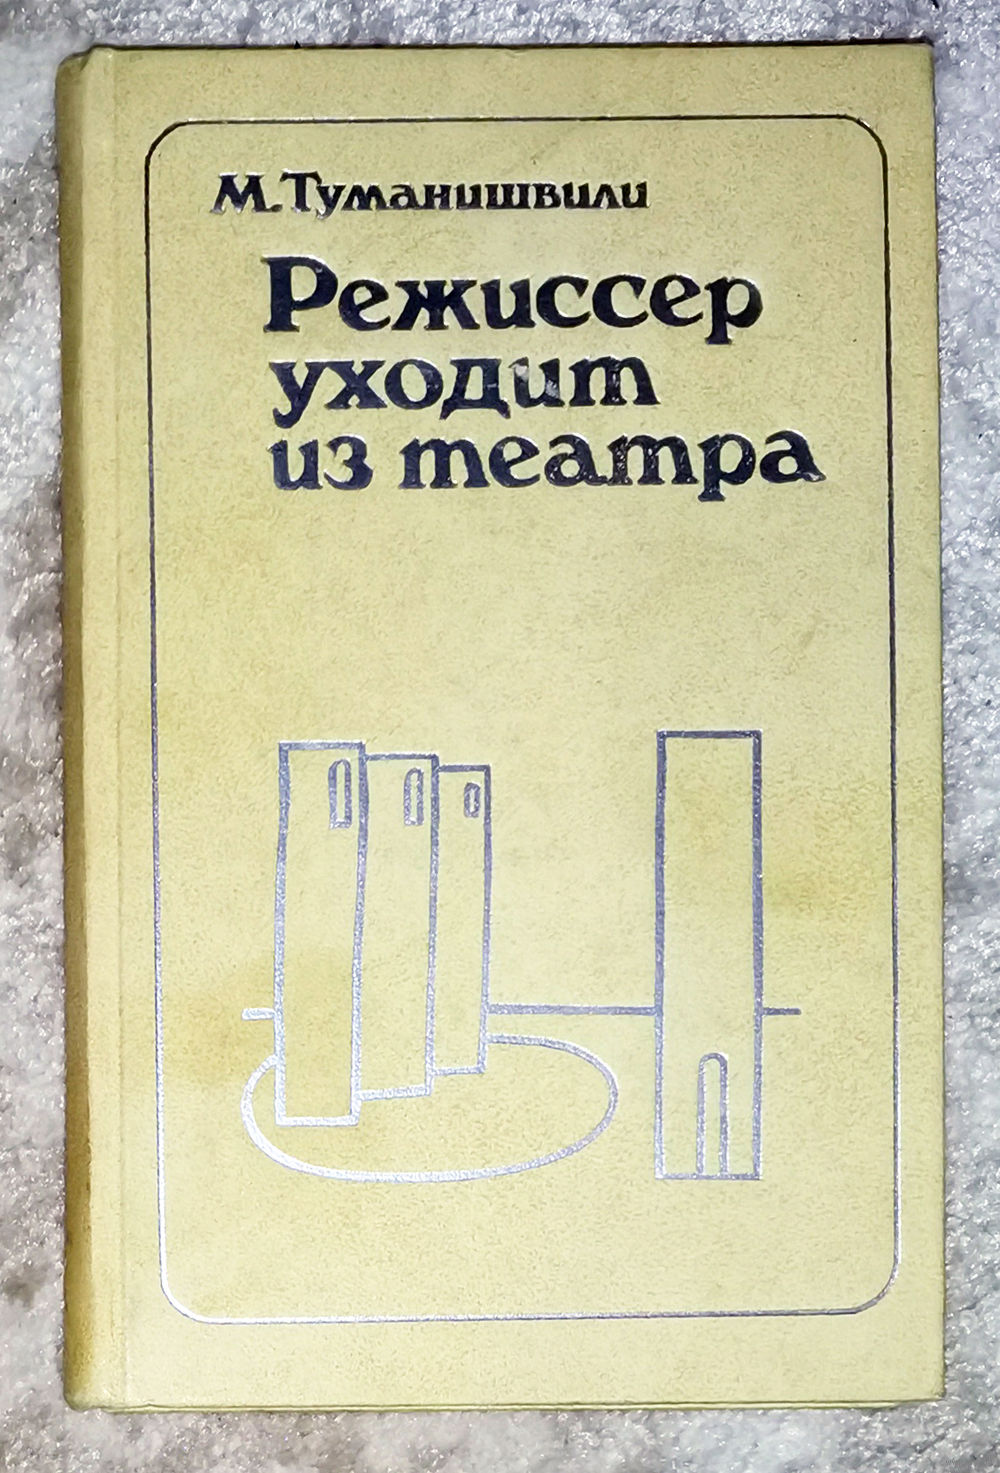 М. Туманишвили
Режиссер
уходит
из театра